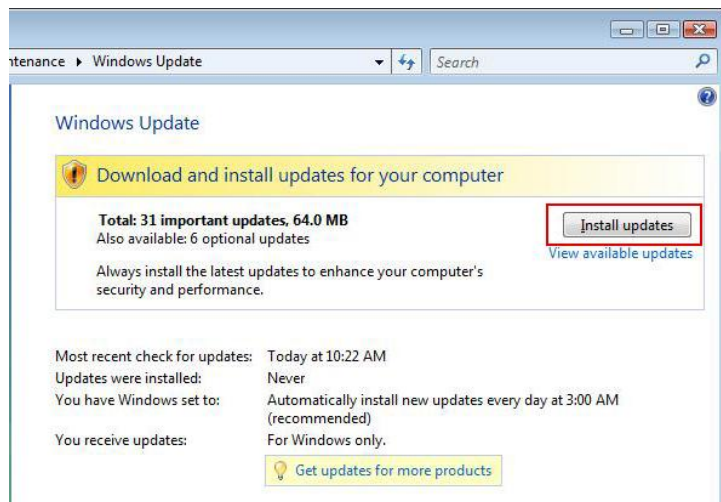 ntenance ▸ Windows Update
Search
Windows Update
Download and install updates for your computer
Total: 31 important updates, 64.0 MB
Also available: 6 optional updates
Install updates
View available updates
Always install the latest updates to enhance your computer's
security and performance.
Most recent check for updates: Today at 10:22 AM
Updates were installed: Never
You have Windows set to: Automatically install new updates every day at 3:00 AM
(recommended)
You receive updates: For Windows only.
Get updates for more products